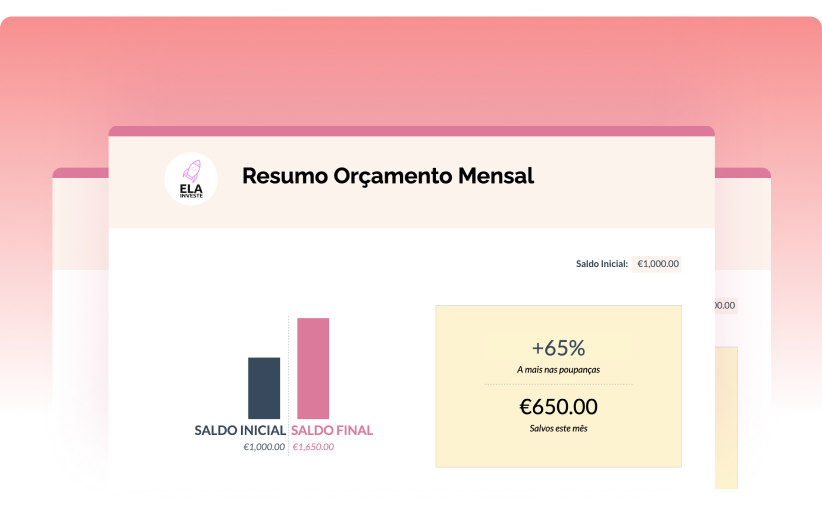 ELA
INVESTE
Resumo Orçamento Mensal
Saldo Inicial: €1,000.00
00.00
+65%
A mais nas poupanças
€650.00
Salvos este mês
SALDO INICIAL SALDO FINAL
€1,000.00 €1,650.00